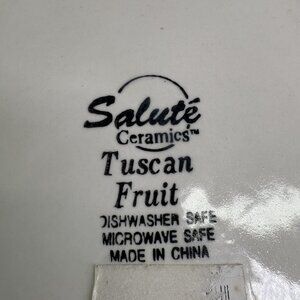 Saluté
Ceramics™
Tuscan
Fruit
DISHWASHER SAFE
MICROWAVE SAFE
MADE IN CHINA